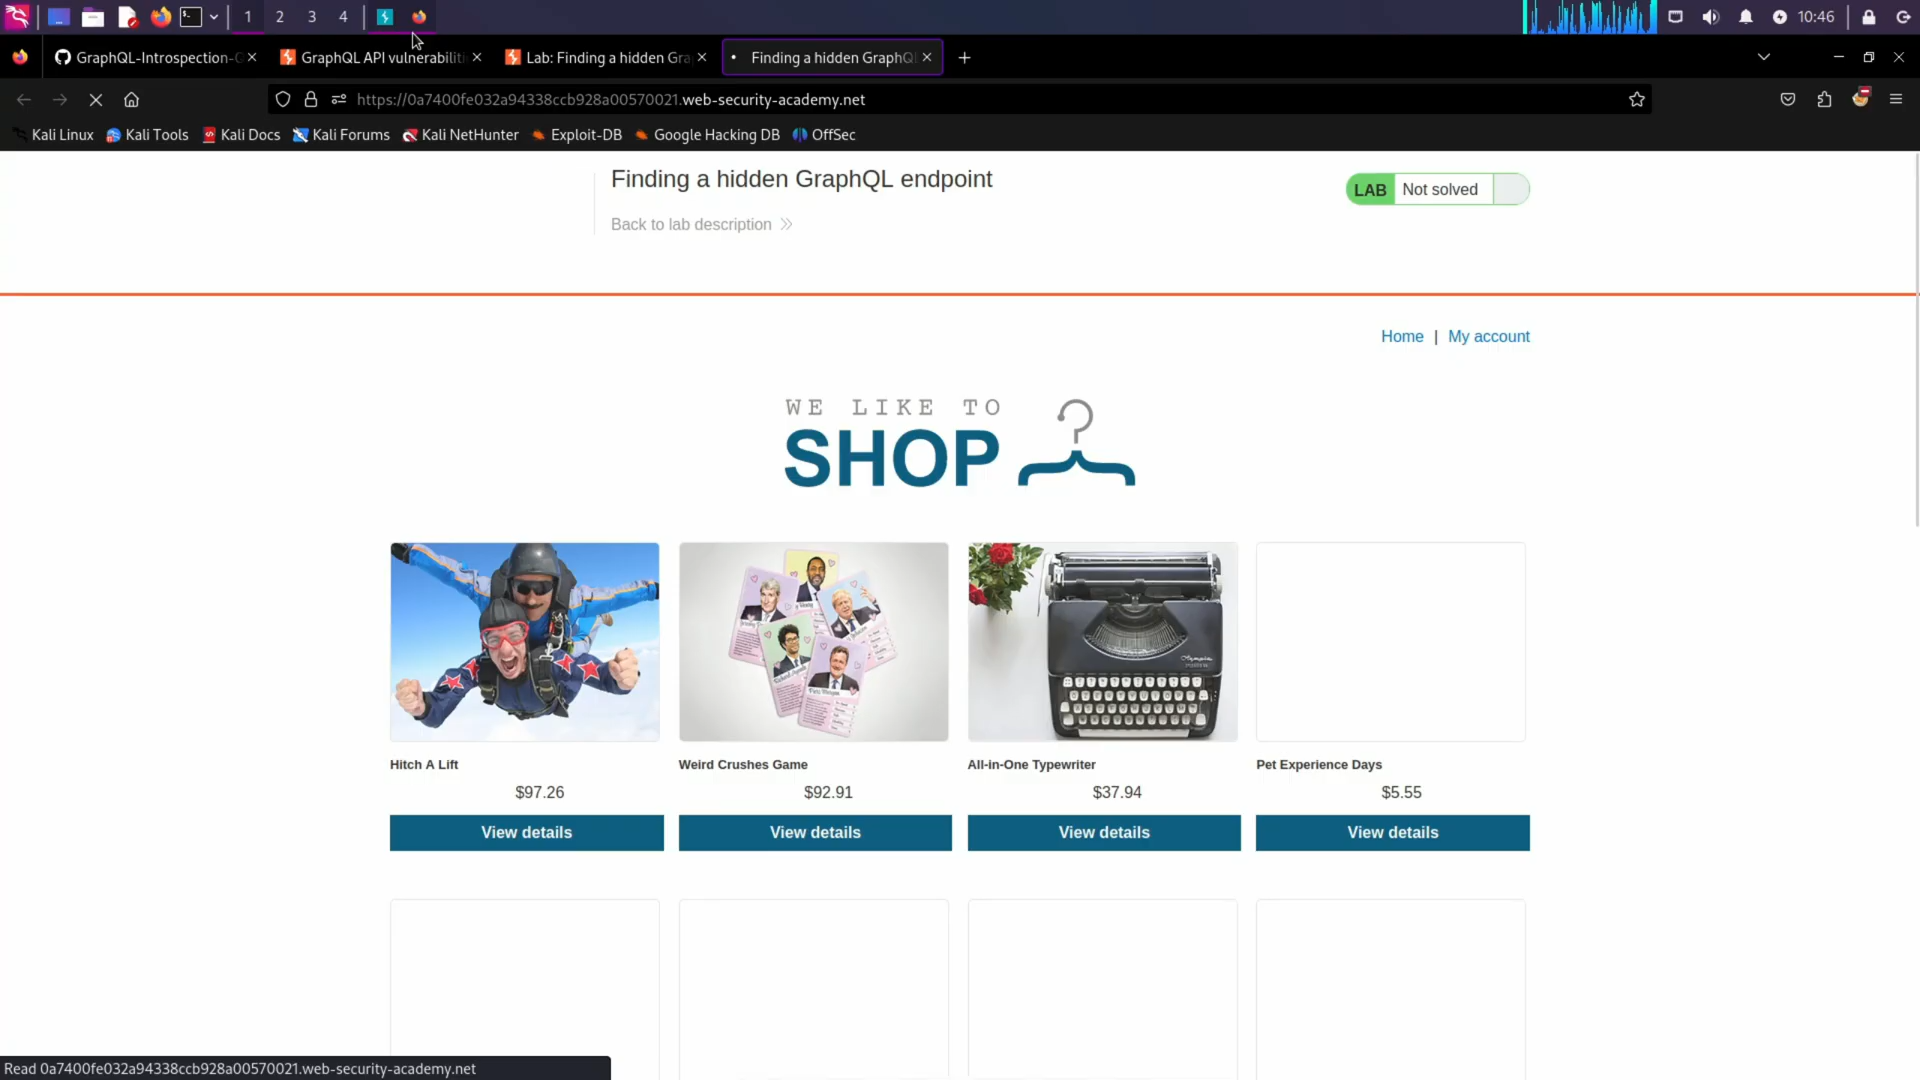 1 2 3 4 10:46
GraphQL-Introspection- GraphQL API vulnerabiliti Lab: Finding a hidden Gra Finding a hidden GraphQL
https://0a7400fe032a94338ccb928a00570021.web-security-academy.net
Kali Linux Kali Tools Kali Docs Kali Forums Kali NetHunter Exploit-DB Google Hacking DB OffSec
Finding a hidden GraphQL endpoint
LAB Not solved
Back to lab description
Home | My account
WE LIKE TO
SHOP
Hitch A Lift Weird Crushes Game All-in-One Typewriter Pet Experience Days
$97.26 $92.91 $37.94 $5.55
View details View details View details View details
Read 0a7400fe032a94338ccb928a00570021.web-security-academy.net